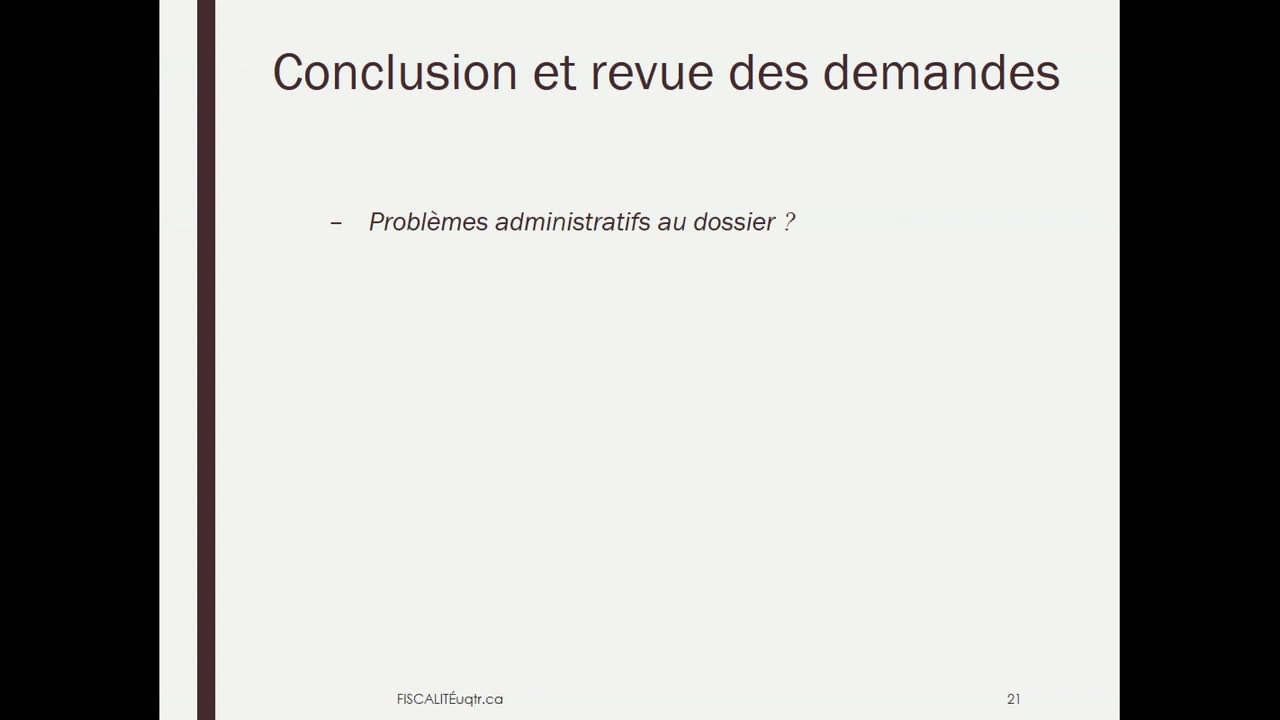 Conclusion et revue des demandes
– Problèmes administratifs au dossier ?
FISCALITÉuqtr.ca
21